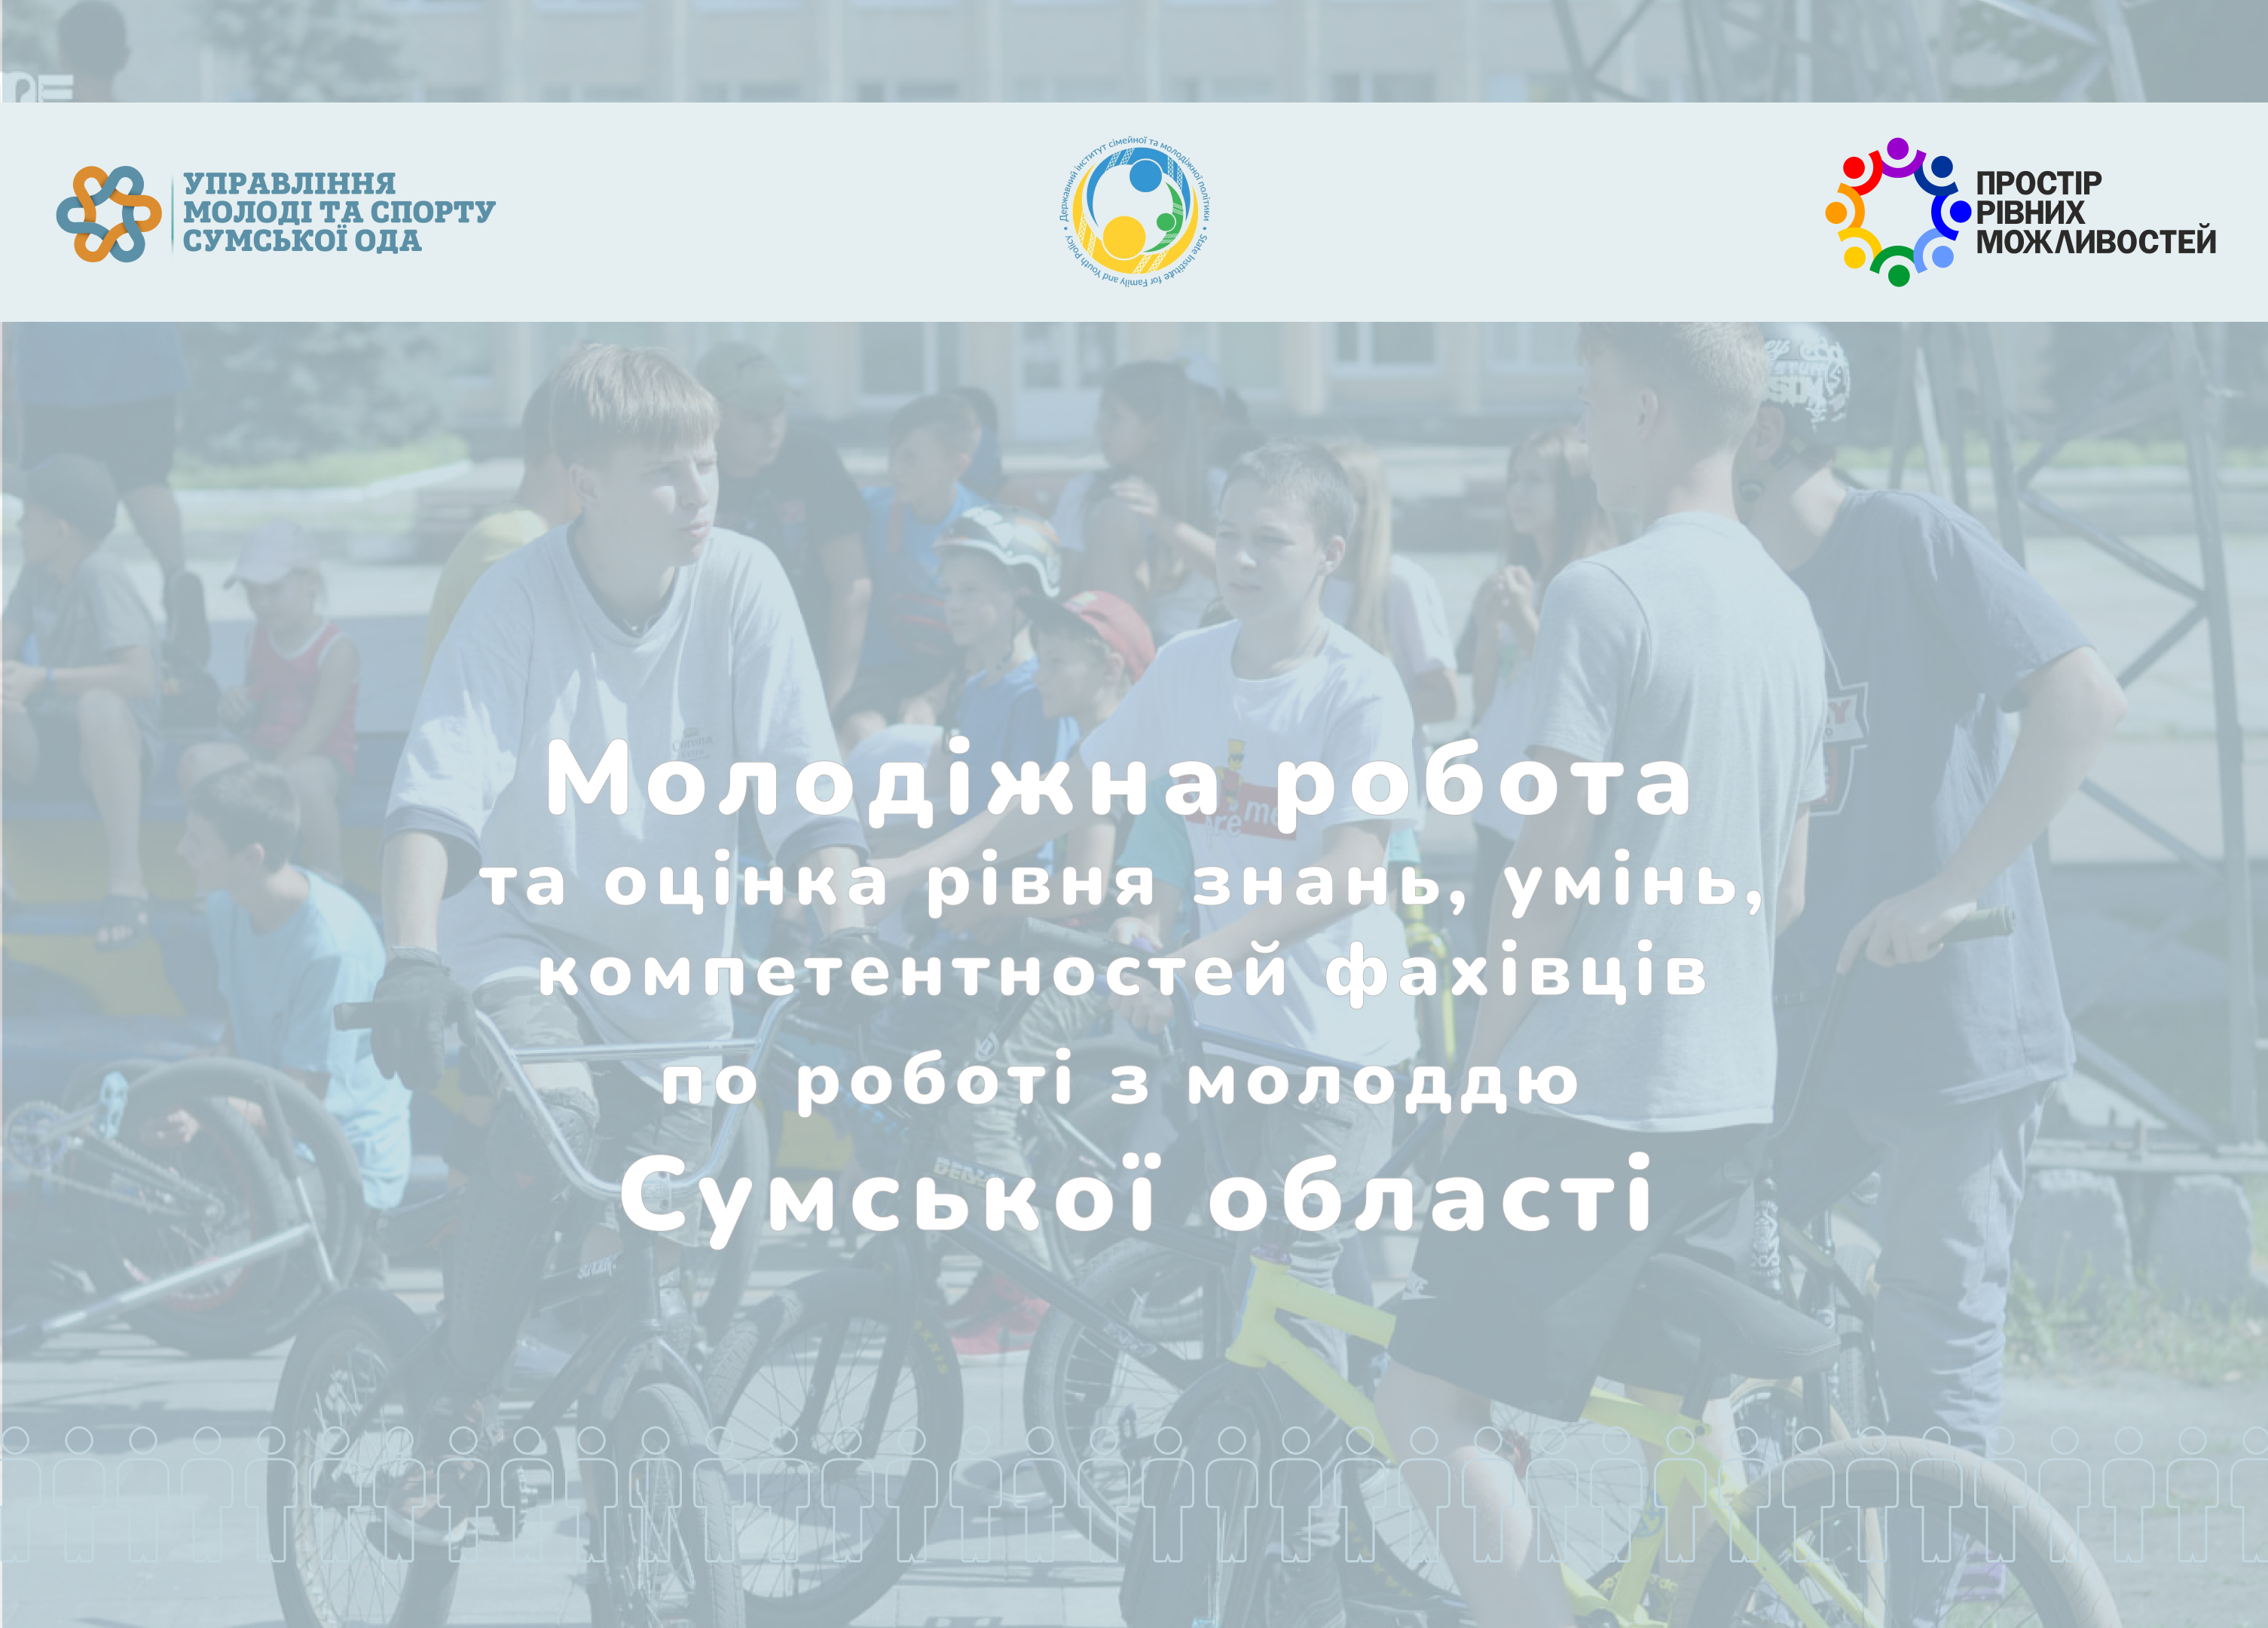 УПРАВЛІННЯ
МОЛОДІ ТА СПОРТУ
СУМСЬКОЇ ОДА
Державний інститут сімейної та молодіжної політики
State Institute for Family and Youth Policy
ПРОСТІР
РІВНИХ
МОЖЛИВОСТЕЙ
Молодіжна робота
та оцінка рівня знань, умінь,
компетентностей фахівців
по роботі з молоддю
Сумської області